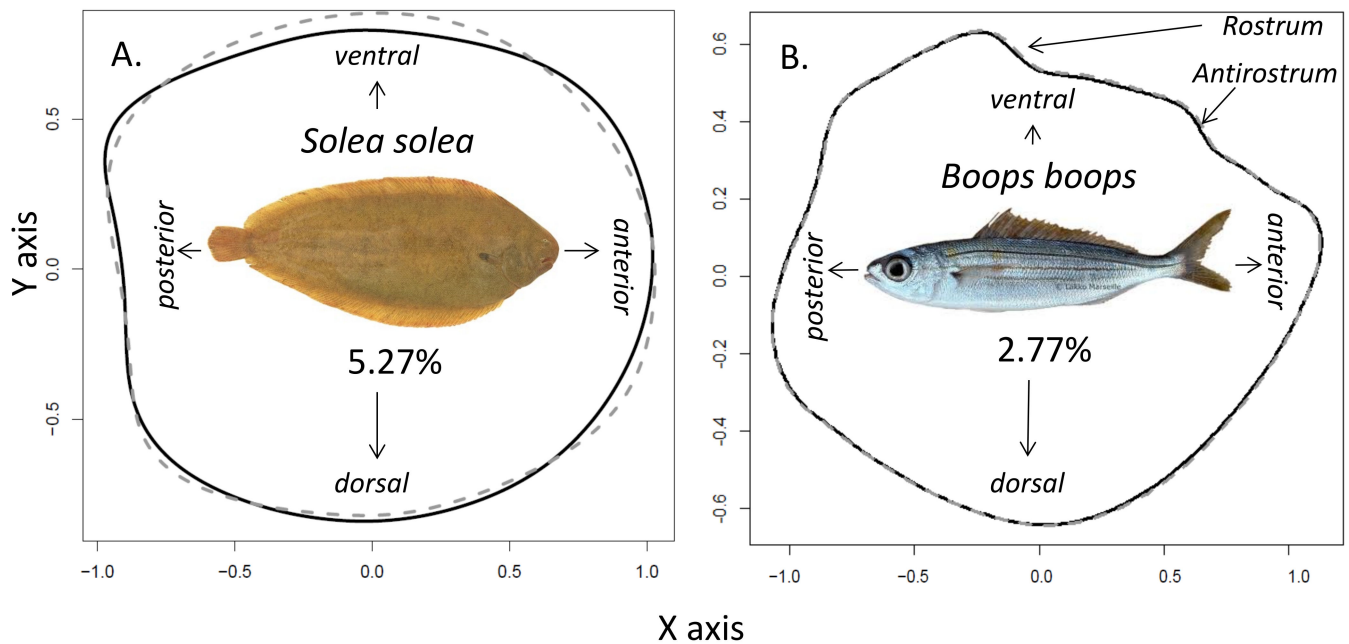 A.
ventral
Solea solea
posterior
anterior
5.27%
dorsal
Y axis
0.5
0.0
−0.5
−1.0 −0.5 0.0 0.5 1.0
B.
Rostrum
Antirostrum
ventral
Boops boops
posterior
anterior
© Lakko Marseille
2.77%
dorsal
0.6
0.4
0.2
0.0
−0.2
−0.4
−0.6
−1.0 −0.5 0.0 0.5 1.0
X axis